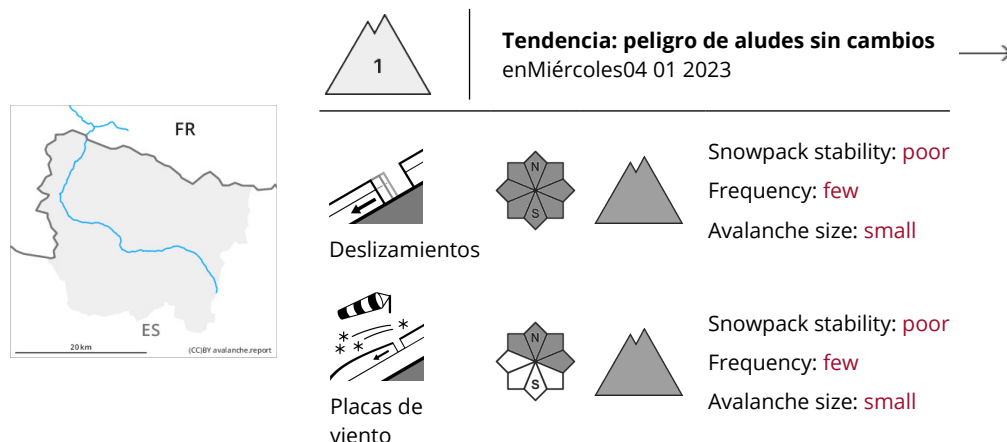 1
Tendencia: peligro de aludes sin cambios
enMiércoles04 01 2023
FR
ES
20 km
(CC)BY avalanche.report
Deslizamientos
N
S
Snowpack stability: poor
Frequency: few
Avalanche size: small
Placas de
viento
N
S
Snowpack stability: poor
Frequency: few
Avalanche size: small